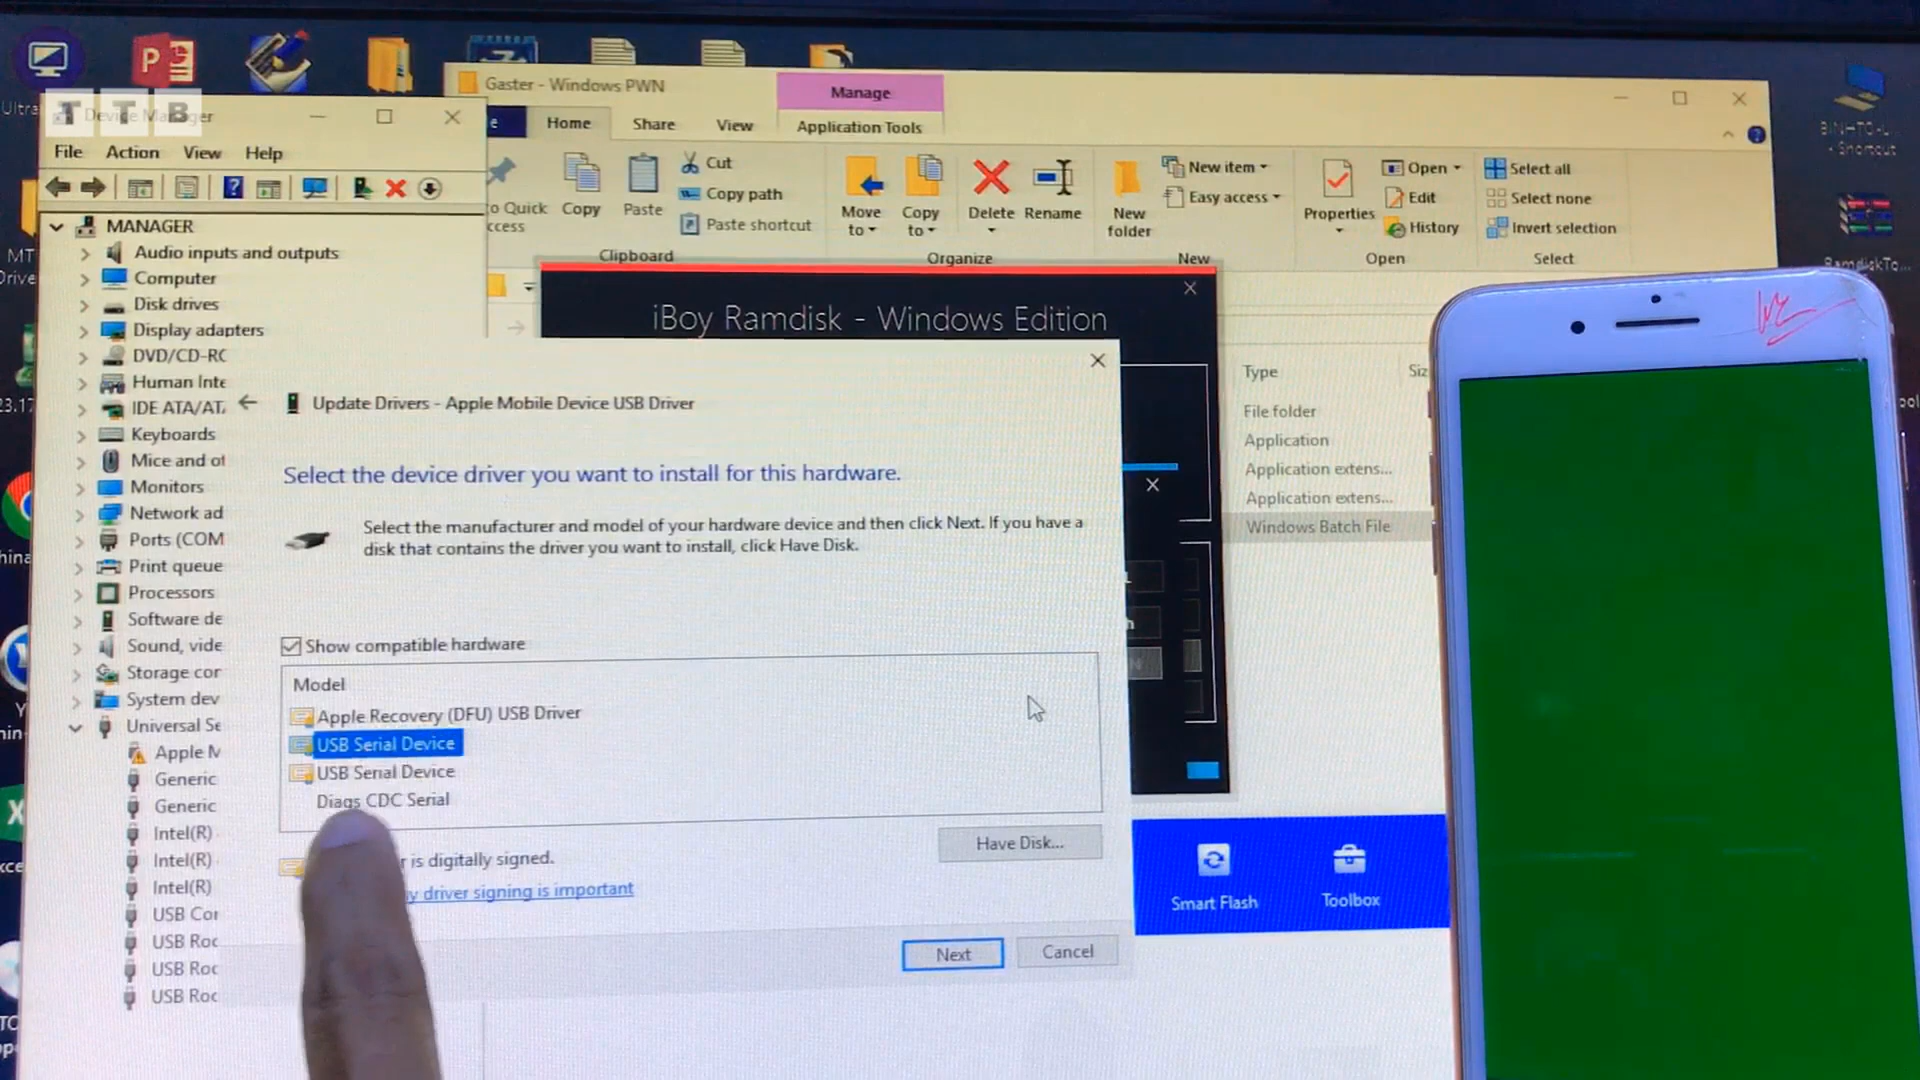 TTB
Device Manager
File Action View Help
MANAGER
Audio inputs and outputs
Computer
Disk drives
Display adapters
DVD/CD-RC
Human Inte
IDE ATA/AT
Keyboards
Mice and ot
Monitors
Network ad
Ports (COM
Print queue
Processors
Software de
Sound, vide
Storage cor
System dev
Universal Se
Apple M
Generic
Generic
Intel(R)
Intel(R)
Intel(R)
USB Cor
USB Roc
USB Roc
USB Roc
Gaster - Windows PWN
Manage
Home Share View Application Tools
Cut
Copy path
Paste shortcut
Copy
Paste
Clipboard
Move to
Copy to
Delete
Rename
Organize
New folder
New item
Easy access
New
Properties
Open
Edit
History
Open
Select all
Select none
Invert selection
Select
iBoy Ramdisk - Windows Edition
Type
File folder
Application
Application extens...
Application extens...
Windows Batch File
Update Drivers - Apple Mobile Device USB Driver
Select the device driver you want to install for this hardware.
Select the manufacturer and model of your hardware device and then click Next. If you have a
disk that contains the driver you want to install, click Have Disk.
Show compatible hardware
Model
Apple Recovery (DFU) USB Driver
USB Serial Device
USB Serial Device
Diags CDC Serial
is digitally signed.
driver signing is important
Have Disk...
Next
Cancel
Smart Flash
Toolbox